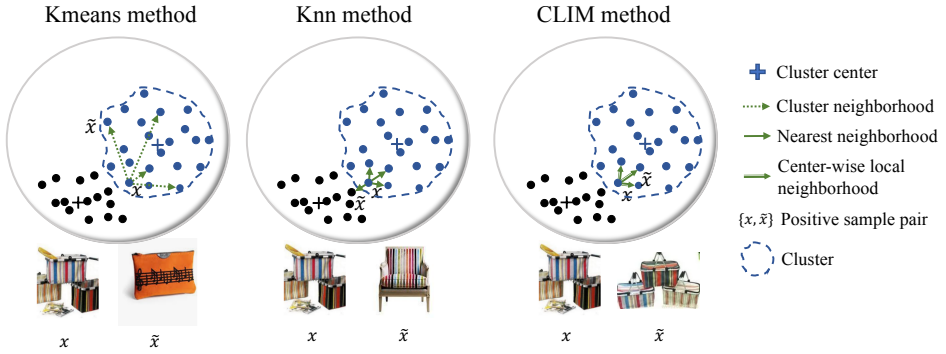 Kmeans method
Knn method
CLIM method
x̃
x
x̃
x
x̃
x
Cluster center
Cluster neighborhood
Nearest neighborhood
Center-wise local
neighborhood
{x, x̃} Positive sample pair
Cluster
x
x̃
x
x̃
x
x̃